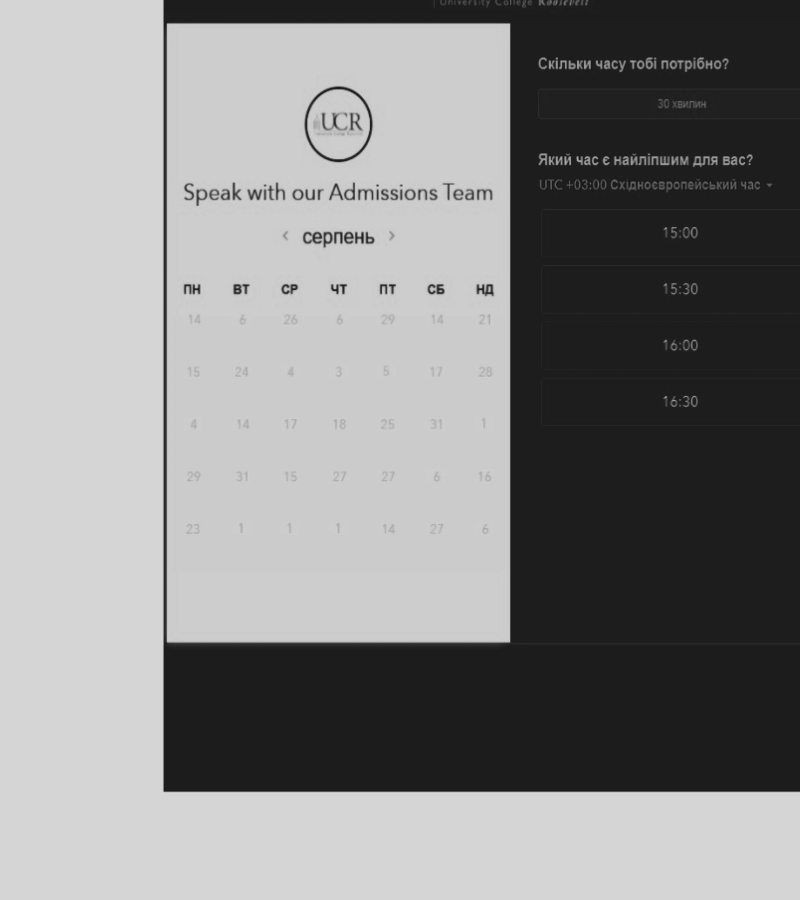 University College Roosevelt
UCR
Speak with our Admissions Team
‹ серпень ›
ПН ВТ СР ЧТ ПТ СБ НД
14 6 26 6 29 14 21
15 24 4 3 5 17 28
4 14 17 18 25 31 1
29 31 15 27 27 6 16
23 1 1 1 14 27 6
Скільки часу тобі потрібно?
30 хвилин
Який час є найліпшим для вас?
UTC +03:00 Східноєвропейський час
15:00
15:30
16:00
16:30